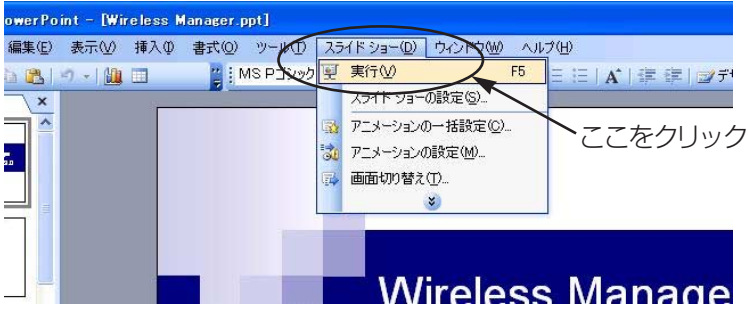 owerPoint - [Wireless Manager.ppt]
編集(E) 表示(V) 挿入(I) 書式(O) ツール(T) スライド ショー(D) ウィンドウ(W) ヘルプ(H)
MS Pゴシック
実行(V) F5
スライド ショーの設定(S)...
アニメーションの一括設定(C)...
アニメーションの設定(M)...
画面切り替え(T)...
ここをクリック
Wireless Manage